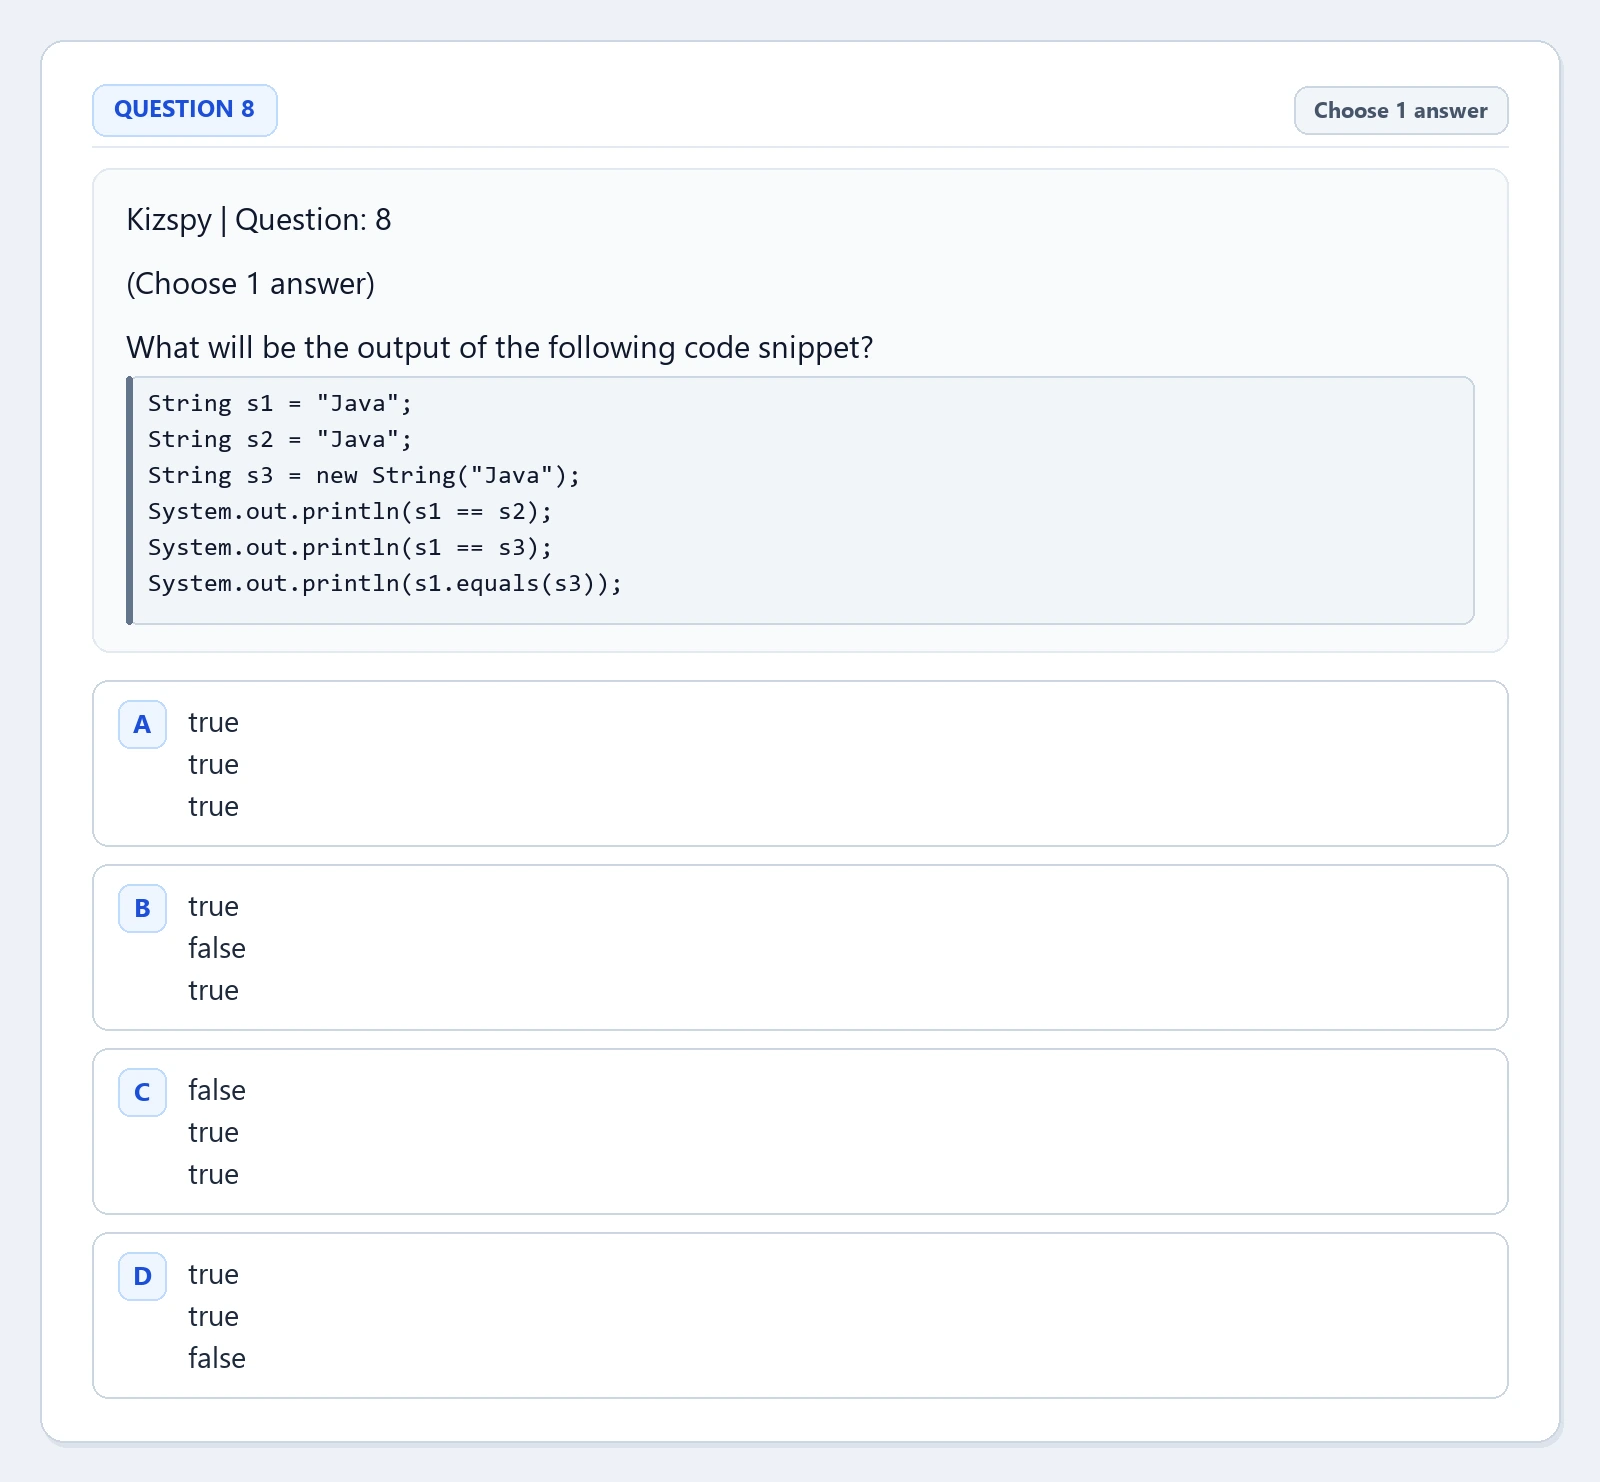 QUESTION 8
Choose 1 answer
Kizspy | Question: 8
(Choose 1 answer)
What will be the output of the following code snippet?
String s1 = "Java";
String s2 = "Java";
String s3 = new String("Java");
System.out.println(s1 == s2);
System.out.println(s1 == s3);
System.out.println(s1.equals(s3));
A
true
true
true
B
true
false
true
C
false
true
true
D
true
true
false